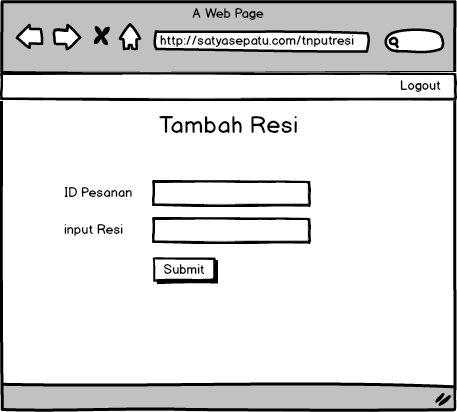 A Web Page
http://satyasepatu.com/tnputresi
Logout
Tambah Resi
ID Pesanan
input Resi
Submit